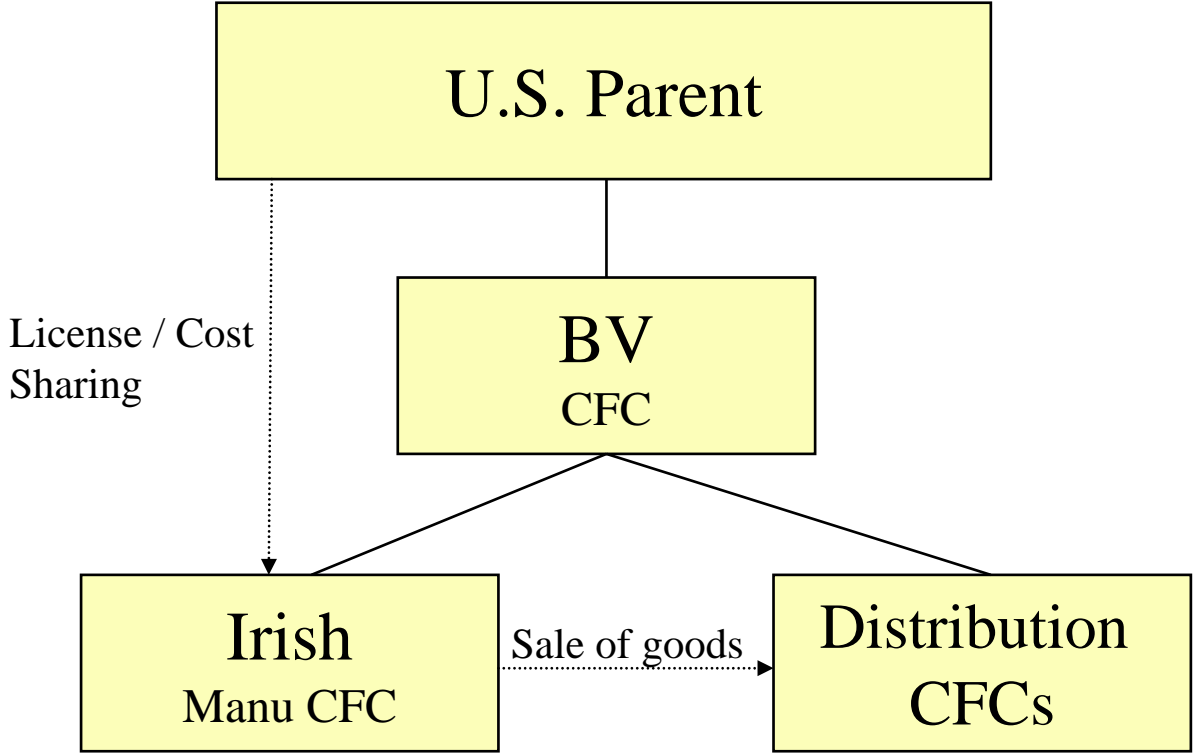 U.S. Parent
License / Cost
Sharing
BV
CFC
Irish
Manu CFC
Sale of goods
Distribution
CFCs